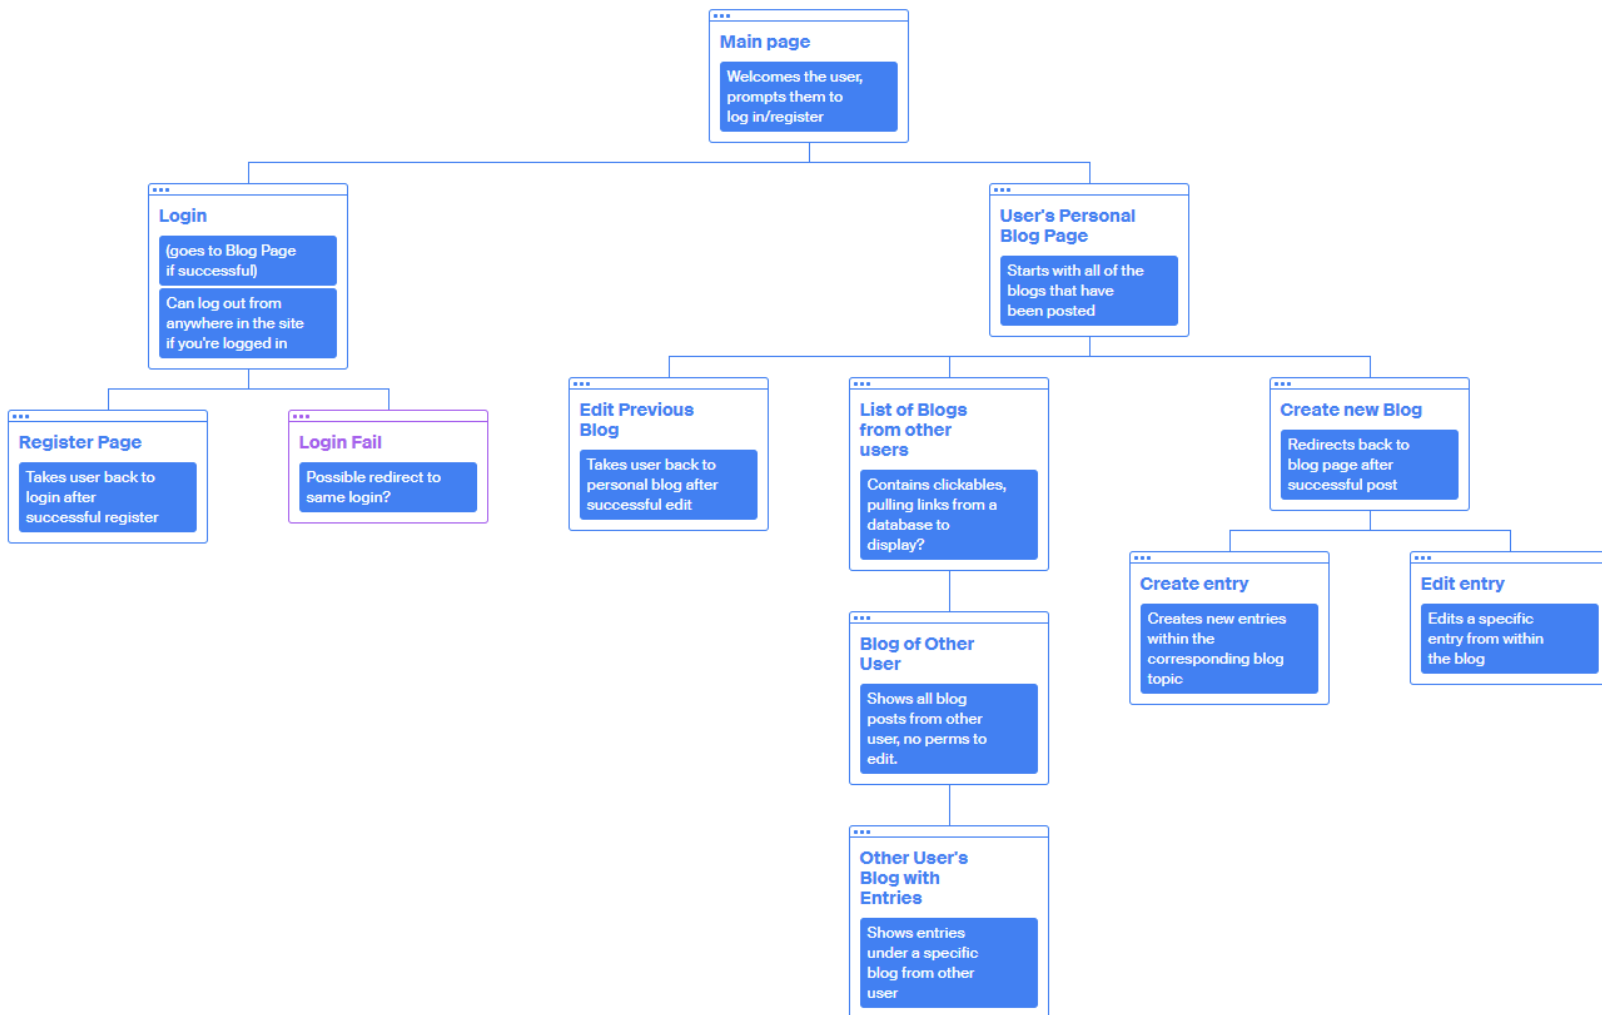 Main page
Welcomes the user,
prompts them to
log in/register
Login
(goes to Blog Page
if successful)
Can log out from
anywhere in the site
if you're logged in
User's Personal
Blog Page
Starts with all of the
blogs that have
been posted
Register Page
Takes user back to
login after
successful register
Login Fail
Possible redirect to
same login?
Edit Previous
Blog
Takes user back to
personal blog after
successful edit
List of Blogs
from other
users
Contains clickables,
pulling links from a
database to
display?
Create new Blog
Redirects back to
blog page after
successful post
Create entry
Creates new entries
within the
corresponding blog
topic
Edit entry
Edits a specific
entry from within
the blog
Blog of Other
User
Shows all blog
posts from other
user, no perms to
edit.
Other User's
Blog with
Entries
Shows entries
under a specific
blog from other
user